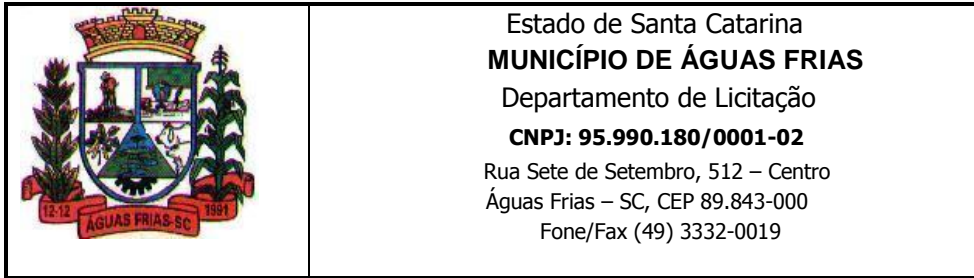 12-12
ÁGUAS FRIAS-SC
1991
Estado de Santa Catarina
MUNICÍPIO DE ÁGUAS FRIAS
Departamento de Licitação
CNPJ: 95.990.180/0001-02
Rua Sete de Setembro, 512 – Centro
Águas Frias – SC, CEP 89.843-000
Fone/Fax (49) 3332-0019